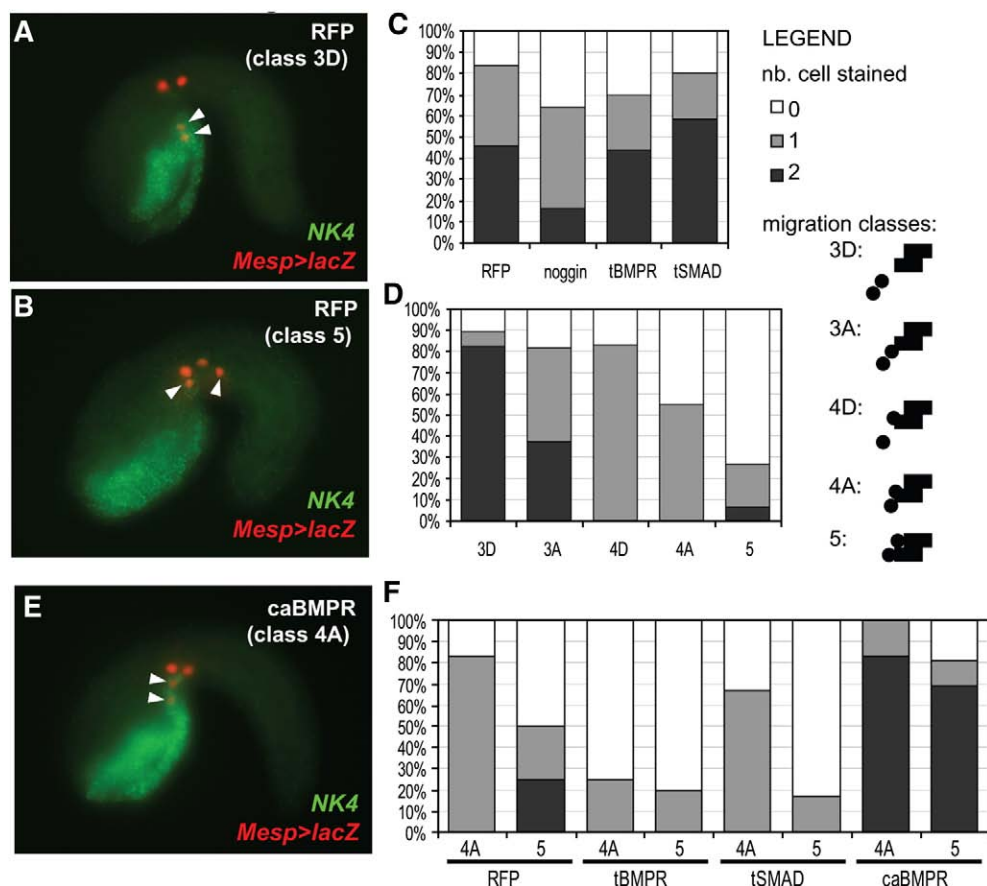 A
RFP
(class 3D)
NK4
Mesp>lacZ
B
RFP
(class 5)
NK4
Mesp>lacZ
C
100%
90%
80%
70%
60%
50%
40%
30%
20%
10%
0%
RFP noggin tBMPR tSMAD
LEGEND
nb. cell stained
0
1
2
migration classes:
3D:
3A:
4D:
4A:
5:
D
100%
90%
80%
70%
60%
50%
40%
30%
20%
10%
0%
3D 3A 4D 4A 5
E
caBMPR
(class 4A)
NK4
Mesp>lacZ
F
100%
90%
80%
70%
60%
50%
40%
30%
20%
10%
0%
4A 5 4A 5 4A 5 4A 5
RFP tBMPR tSMAD caBMPR